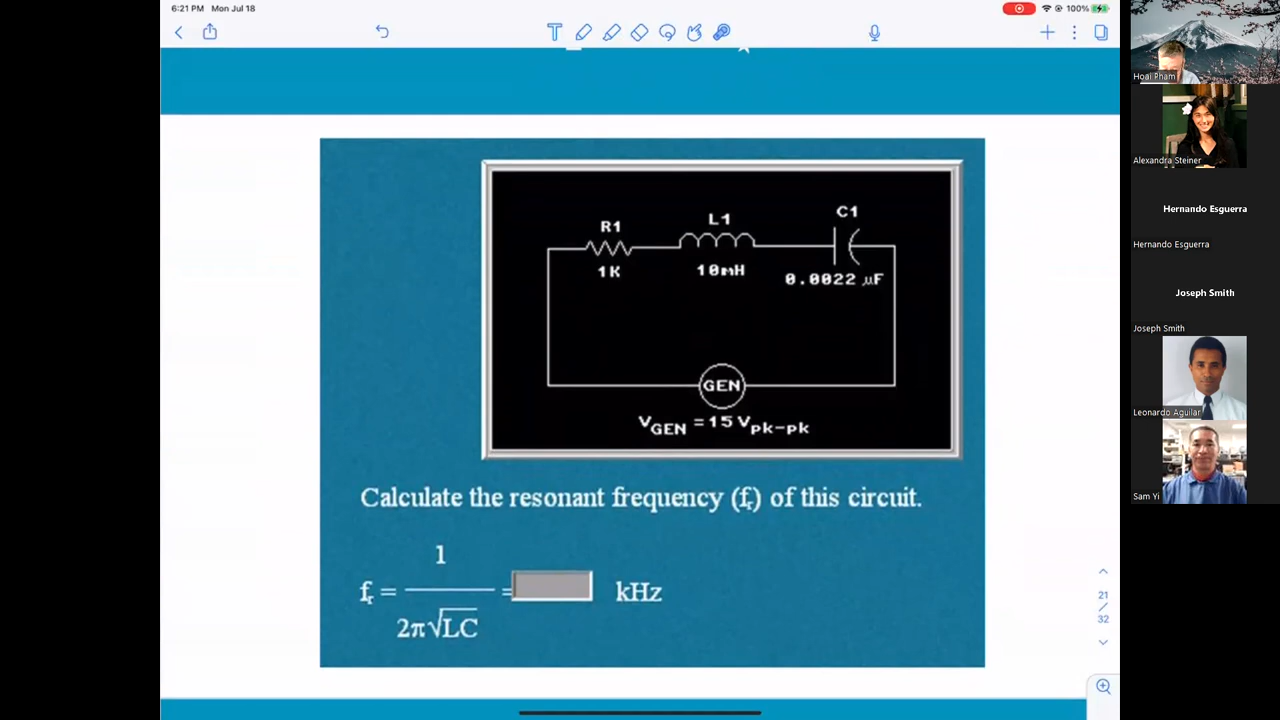 6:21 PM Mon Jul 18
100%
R1
L1
C1
1K
10mH
0.0022 µF
GEN
VGEN = 15 Vpk-pk
Calculate the resonant frequency (fr) of this circuit.
1
fr = = kHz
2π√LC
21
/
32
Hoai Pham
Alexandra Steiner
Hernando Esguerra
Hernando Esguerra
Joseph Smith
Joseph Smith
Leonardo Aguilar
Sam Yi